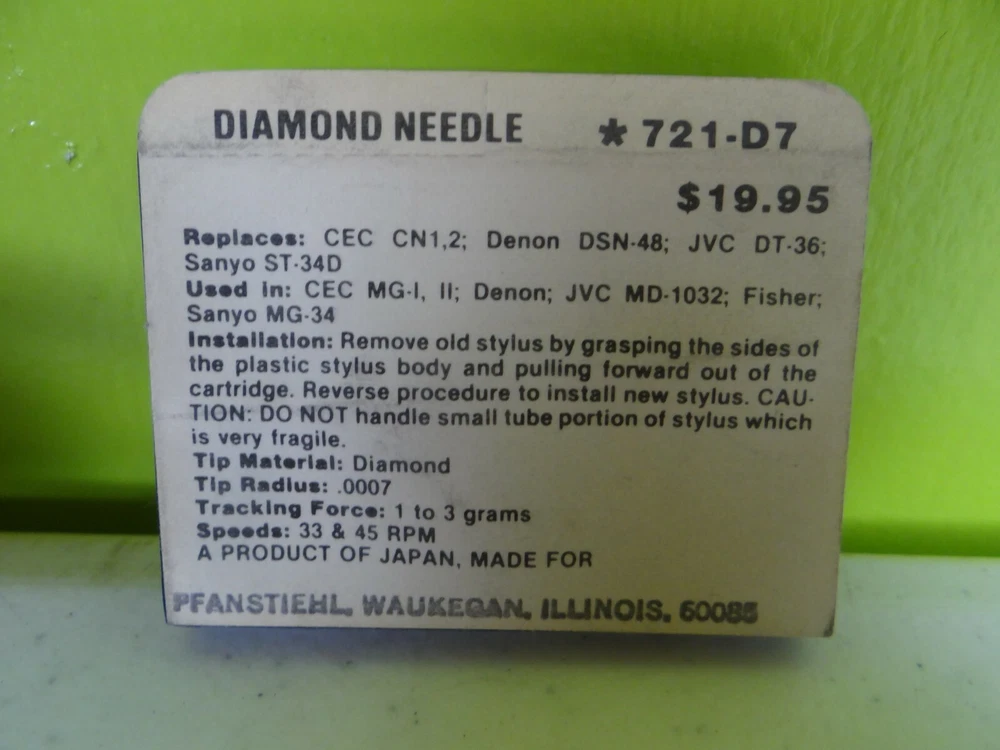 DIAMOND NEEDLE * 721-D7
$19.95
Replaces: CEC CN1,2; Denon DSN-48; JVC DT-36;
Sanyo ST-34D
Used in: CEC MG-I, II; Denon; JVC MD-1032; Fisher;
Sanyo MG-34
Installation: Remove old stylus by grasping the sides of
the plastic stylus body and pulling forward out of the
cartridge. Reverse procedure to install new stylus. CAU-
TION: DO NOT handle small tube portion of stylus which
is very fragile.
Tip Material: Diamond
Tip Radius: .0007
Tracking Force: 1 to 3 grams
Speeds: 33 & 45 RPM
A PRODUCT OF JAPAN, MADE FOR
PFANSTIEHL, WAUKEGAN, ILLINOIS, 60085